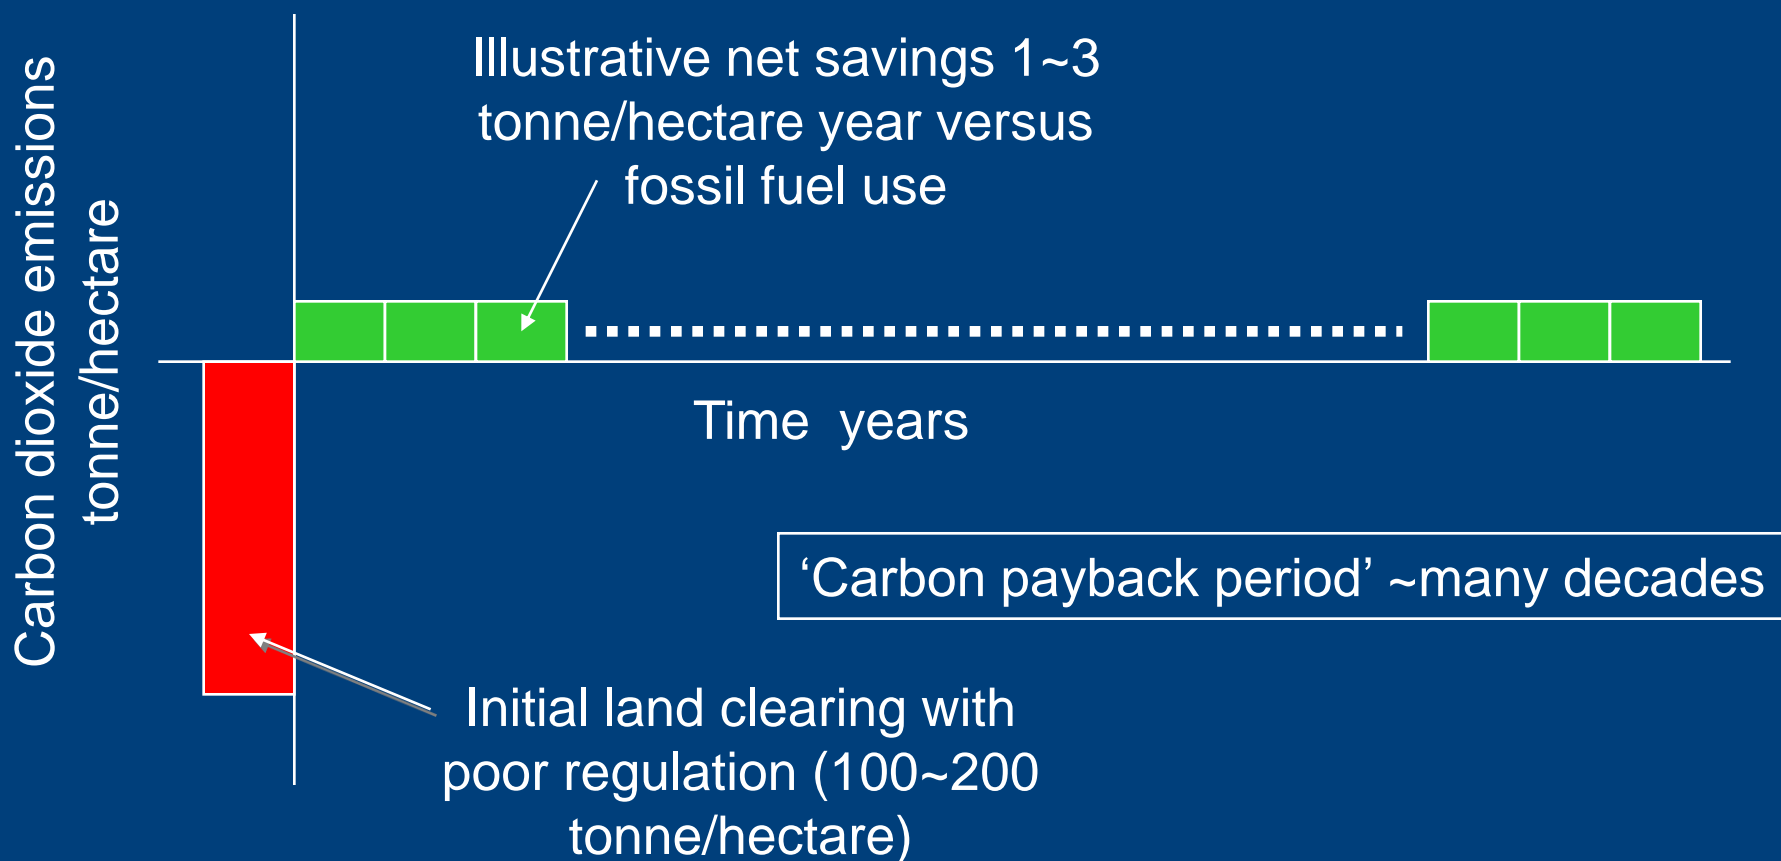 Carbon dioxide emissions
tonne/hectare
Illustrative net savings 1~3
tonne/hectare year versus
fossil fuel use
Time  years
‘Carbon payback period’ ~many decades
Initial land clearing with
poor regulation (100~200
tonne/hectare)